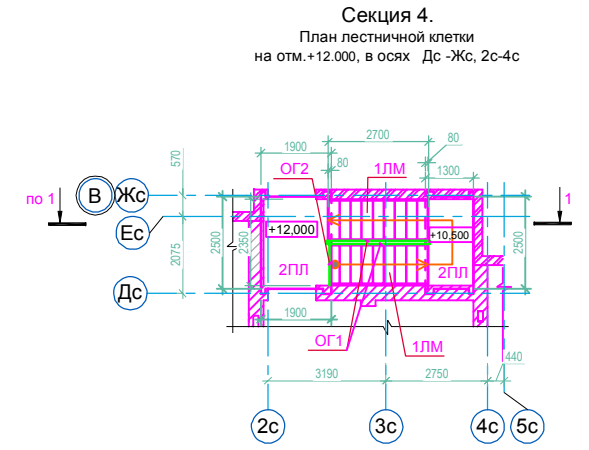 Секция 4.
План лестничной клетки
на отм.+12.000, в осях Дс -Жс, 2с-4с
2700
1900
80
570
ОГ2
80
1ЛМ
1300
по 1
В
Жс
1
Ес
+12,000
+10,500
2500
2350
2500
2075
2ПЛ
2ПЛ
Дс
1900
ОГ1
1ЛМ
440
3190
2750
2с
3с
4с
5с